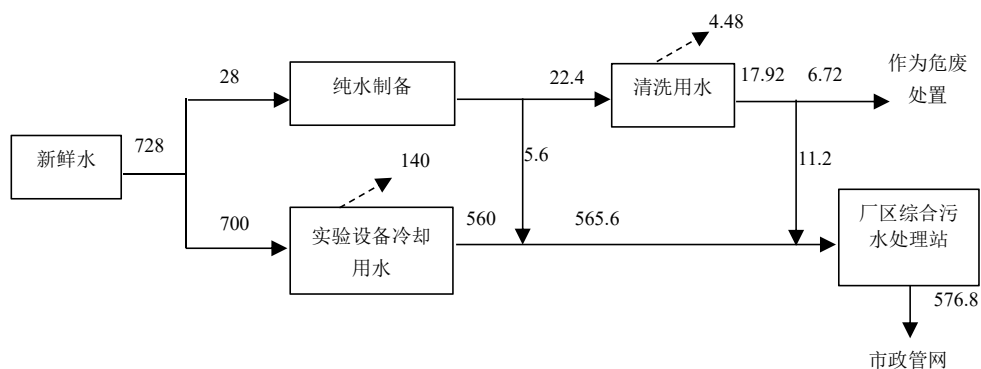 4.48
28
纯水制备
22.4
清洗用水
17.92
6.72
作为危废
处置
新鲜水
728
5.6
11.2
140
700
实验设备冷却
用水
560
565.6
厂区综合污
水处理站
576.8
市政管网